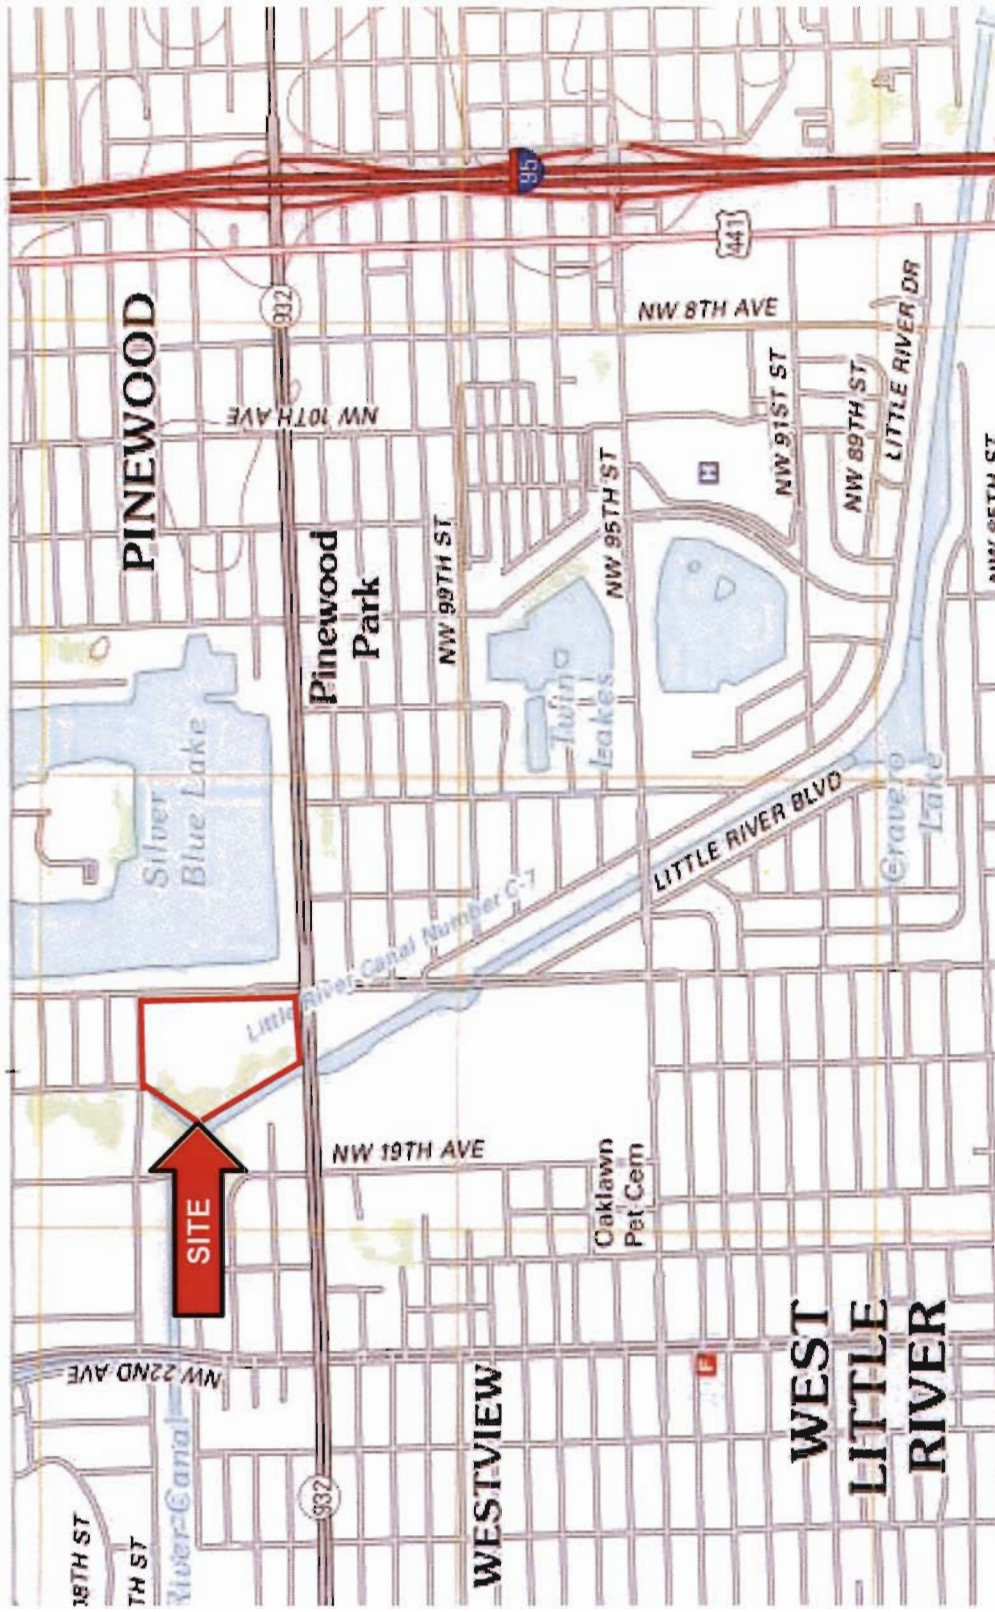 18TH ST
TH ST
River Canal
NW 22ND AVE
SITE
Silver
Blue Lake
PINEWOOD
932
932
NW 10TH AVE
Pinewood
Park
NW 19TH AVE
Little River Canal Number C-7
NW 99TH ST
WESTVIEW
95
Oaklawn
Pet Cem
Twin
Lakes
NW 95TH ST
NW 8TH AVE
LITTLE RIVER BLVD
F
H
441
NW 91ST ST
NW 89TH ST
LITTLE RIVER DR
WEST
LITTLE
RIVER
Gravero
Lake